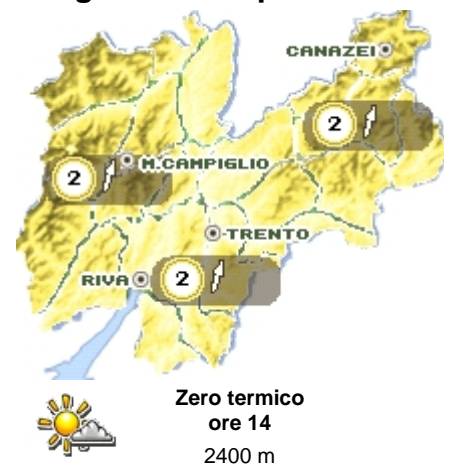 CANAZEI
2
2
M.CAMPIGLIO
TRENTO
RIVA
2
Zero termico
ore 14
2400 m